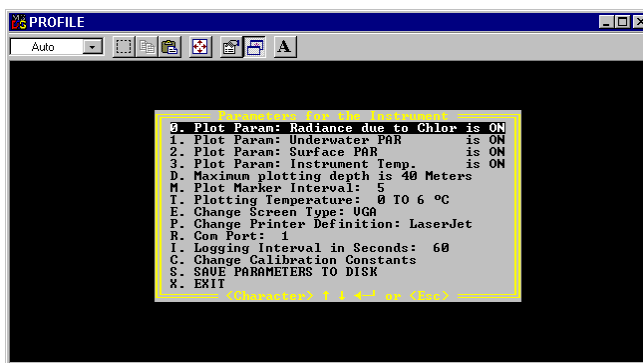 PROFILE
Auto
A
Parameters for the Instrument
0. Plot Param: Radiance due to Chlor is ON
1. Plot Param: Underwater PAR is ON
2. Plot Param: Surface PAR is ON
3. Plot Param: Instrument Temp. is ON
D. Maximum plotting depth is 40 Meters
M. Plot Marker Interval: 5
T. Plotting Temperature: 0 TO 6 ºC
E. Change Screen Type: VGA
P. Change Printer Definition: LaserJet
R. Com Port: 1
I. Logging Interval in Seconds: 60
C. Change Calibration Constants
S. SAVE PARAMETERS TO DISK
X. EXIT
<Character> ↑ ↓ ◄┘ or <Esc>